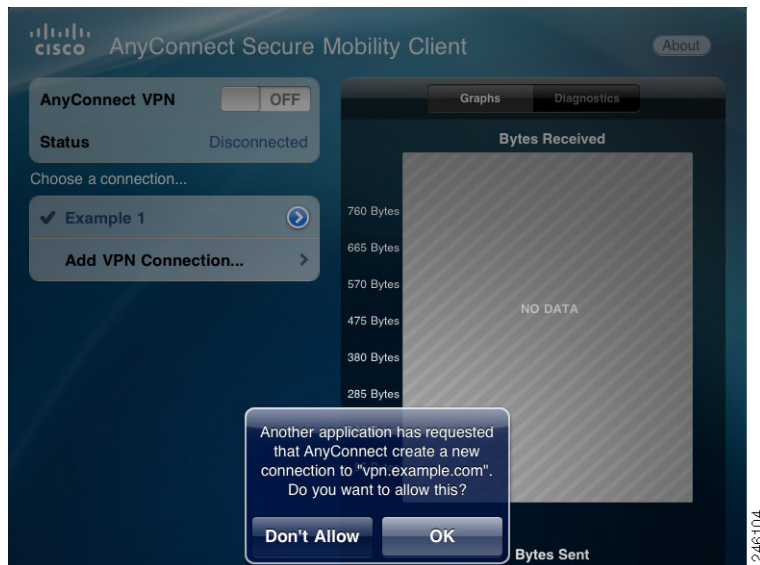 CISCO AnyConnect Secure Mobility Client
About
AnyConnect VPN OFF
Status Disconnected
Choose a connection...
Example 1
Add VPN Connection...
Graphs Diagnostics
Bytes Received
760 Bytes
665 Bytes
570 Bytes
475 Bytes
380 Bytes
285 Bytes
NO DATA
Another application has requested
that AnyConnect create a new
connection to "vpn.example.com".
Do you want to allow this?
Don't Allow OK
Bytes Sent
246104